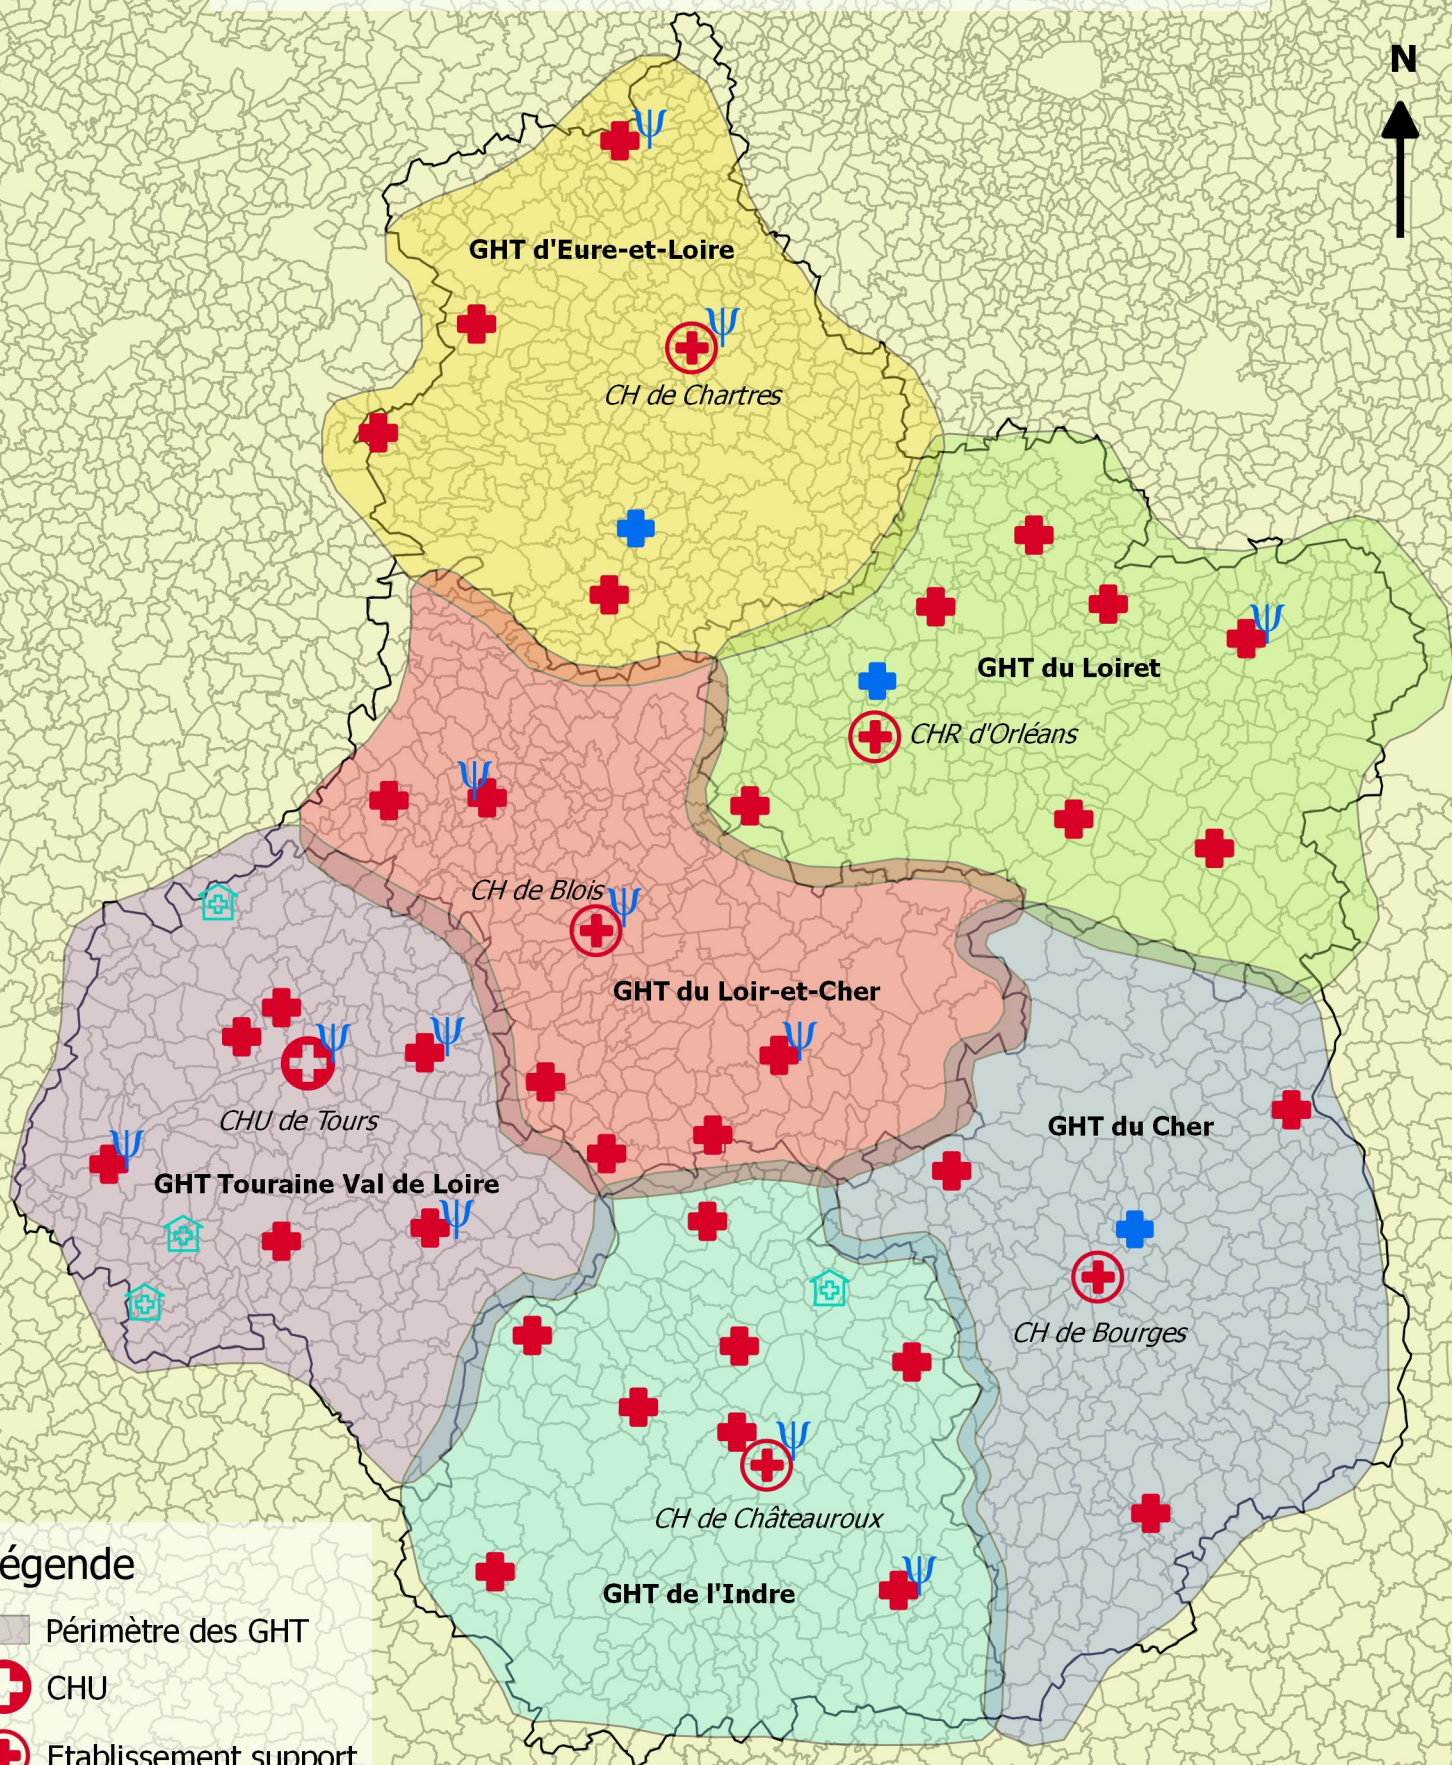 N
GHT d'Eure-et-Loire
CH de Chartres
GHT du Loiret
CHR d'Orléans
CH de Blois
GHT du Loir-et-Cher
CHU de Tours
GHT Touraine Val de Loire
GHT du Cher
CH de Bourges
CH de Châteauroux
GHT de l'Indre
égende
Périmètre des GHT
CHU
Etablissement support